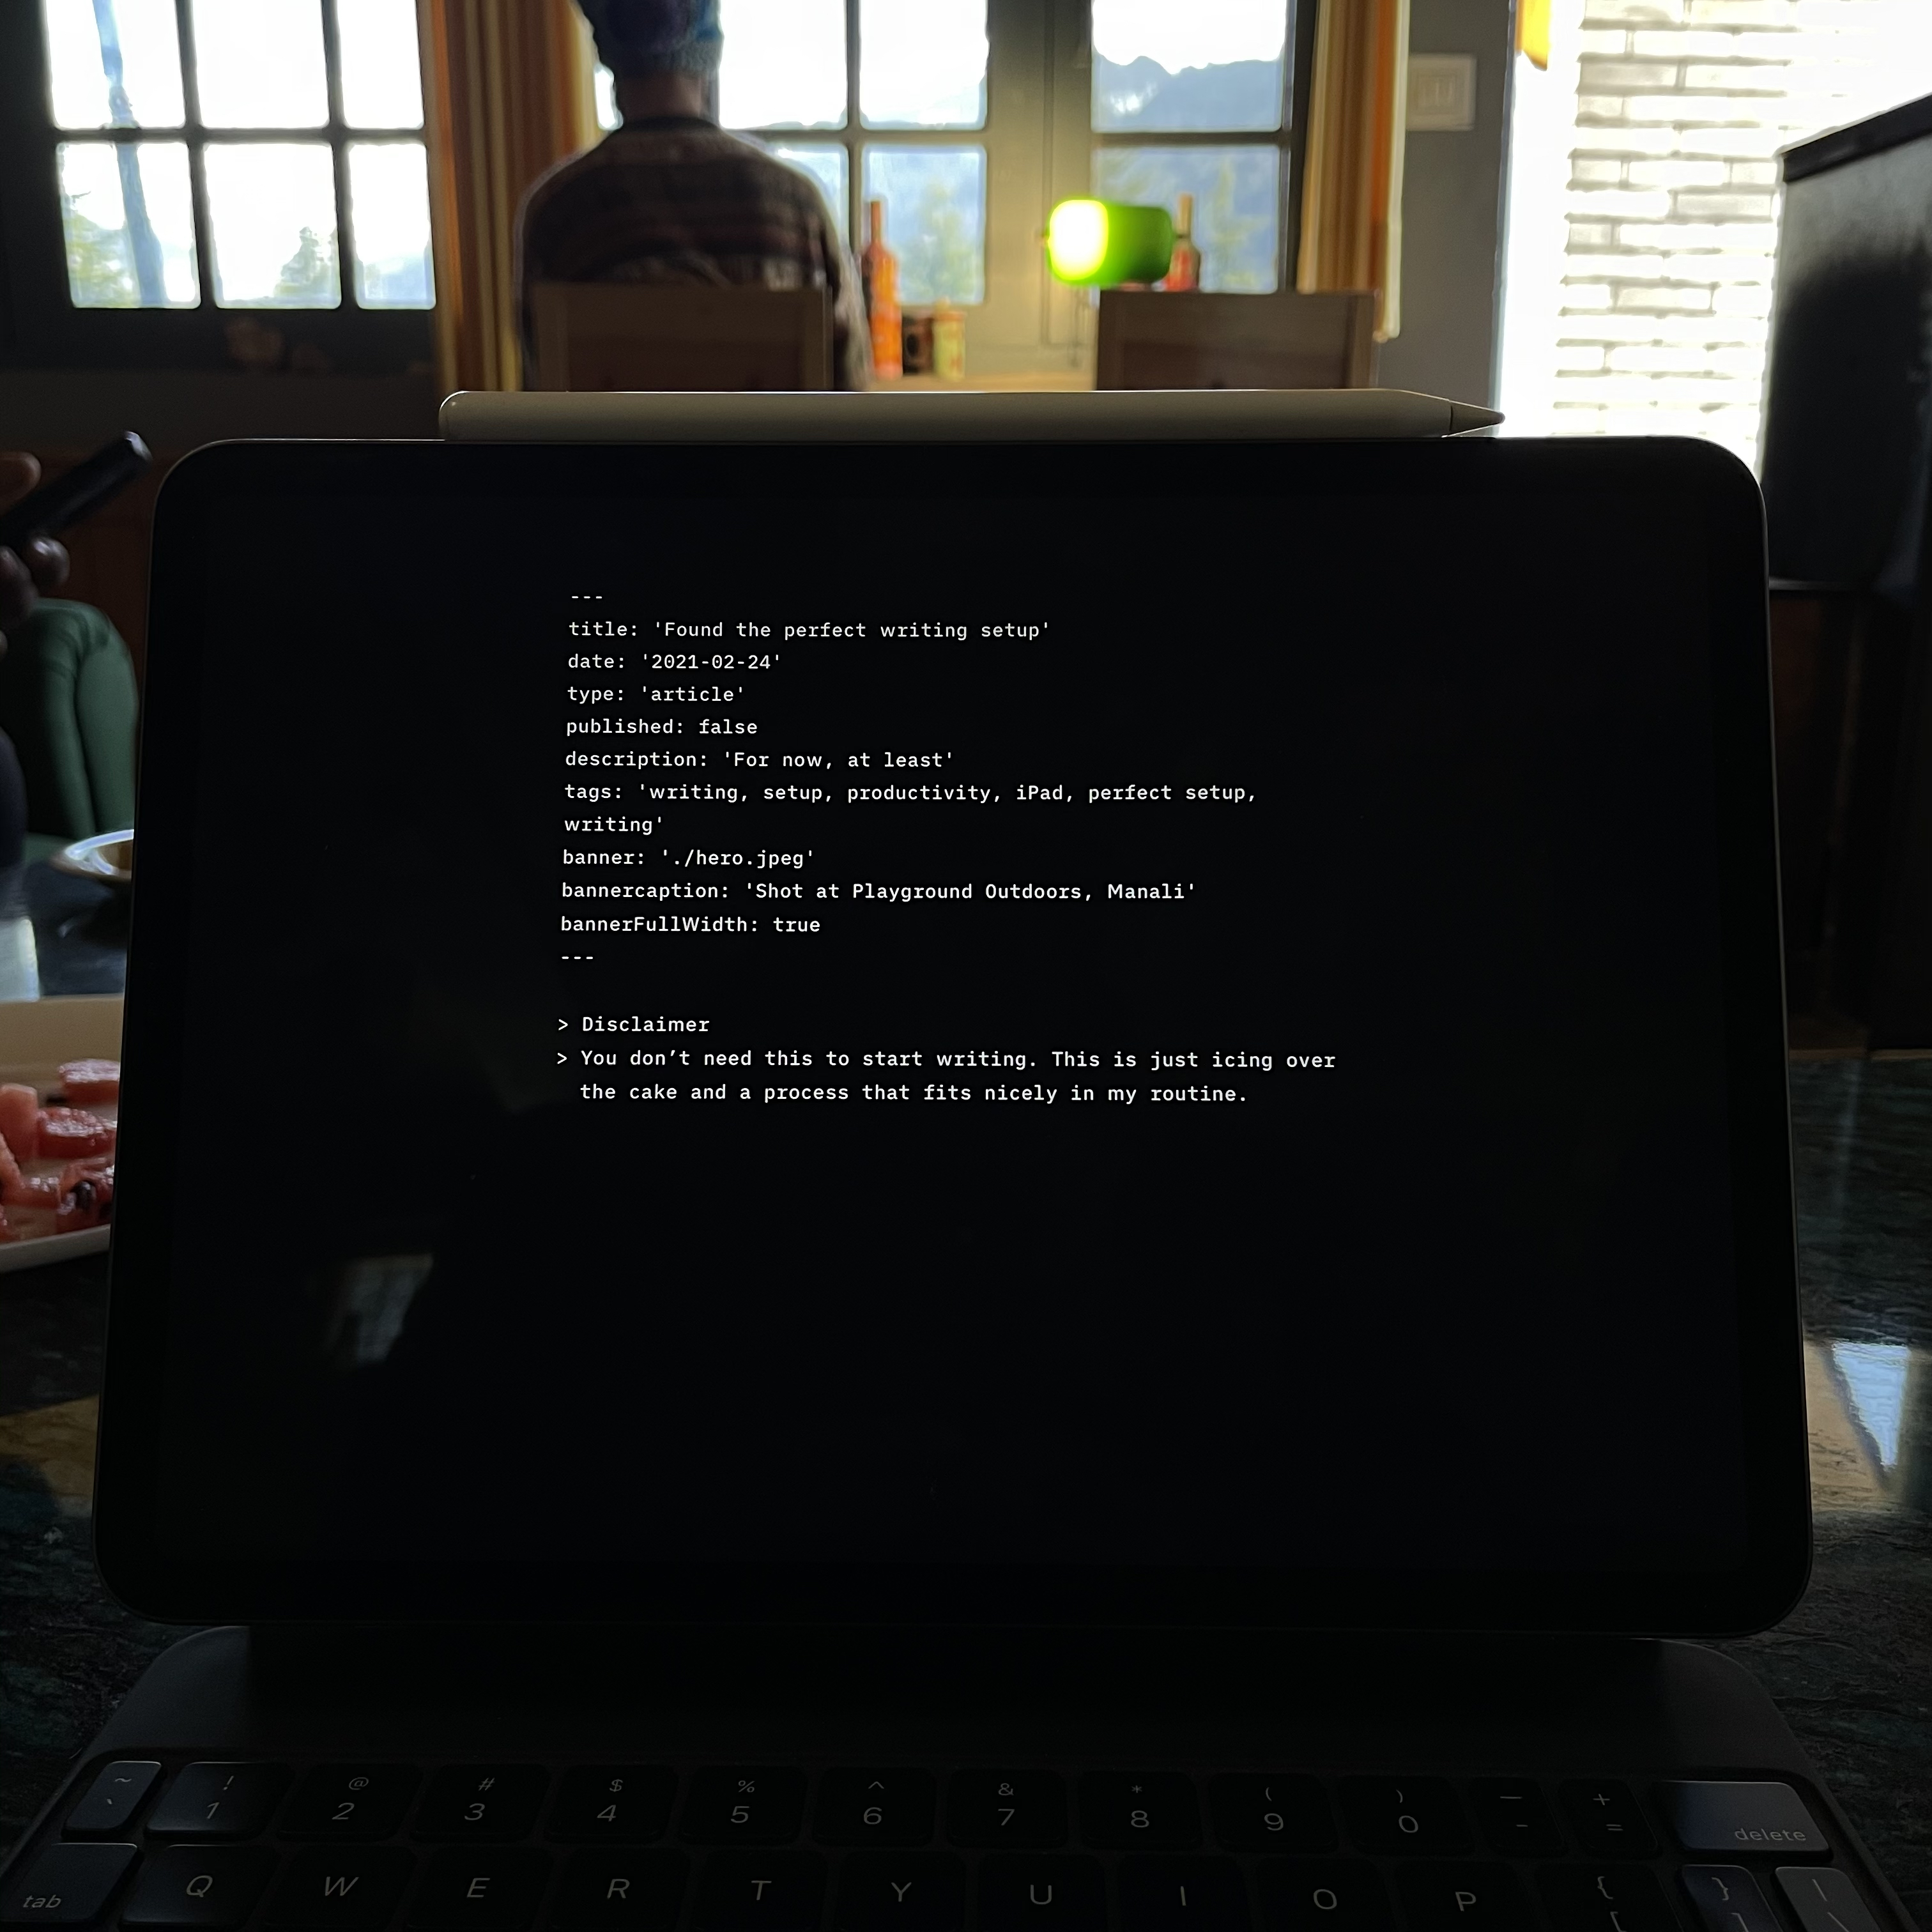 ---
title: 'Found the perfect writing setup'
date: '2021-02-24'
type: 'article'
published: false
description: 'For now, at least'
tags: 'writing, setup, productivity, iPad, perfect setup,
writing'
banner: './hero.jpeg'
bannercaption: 'Shot at Playground Outdoors, Manali'
bannerFullWidth: true
---
> Disclaimer
> You don’t need this to start writing. This is just icing over
the cake and a process that fits nicely in my routine.
~ ! @ # $ % ^ & * ( ) — +
` 1 2 3 4 5 6 7 8 9 0 - = delete
tab Q W E R T Y U I O P { } |
[ ] \